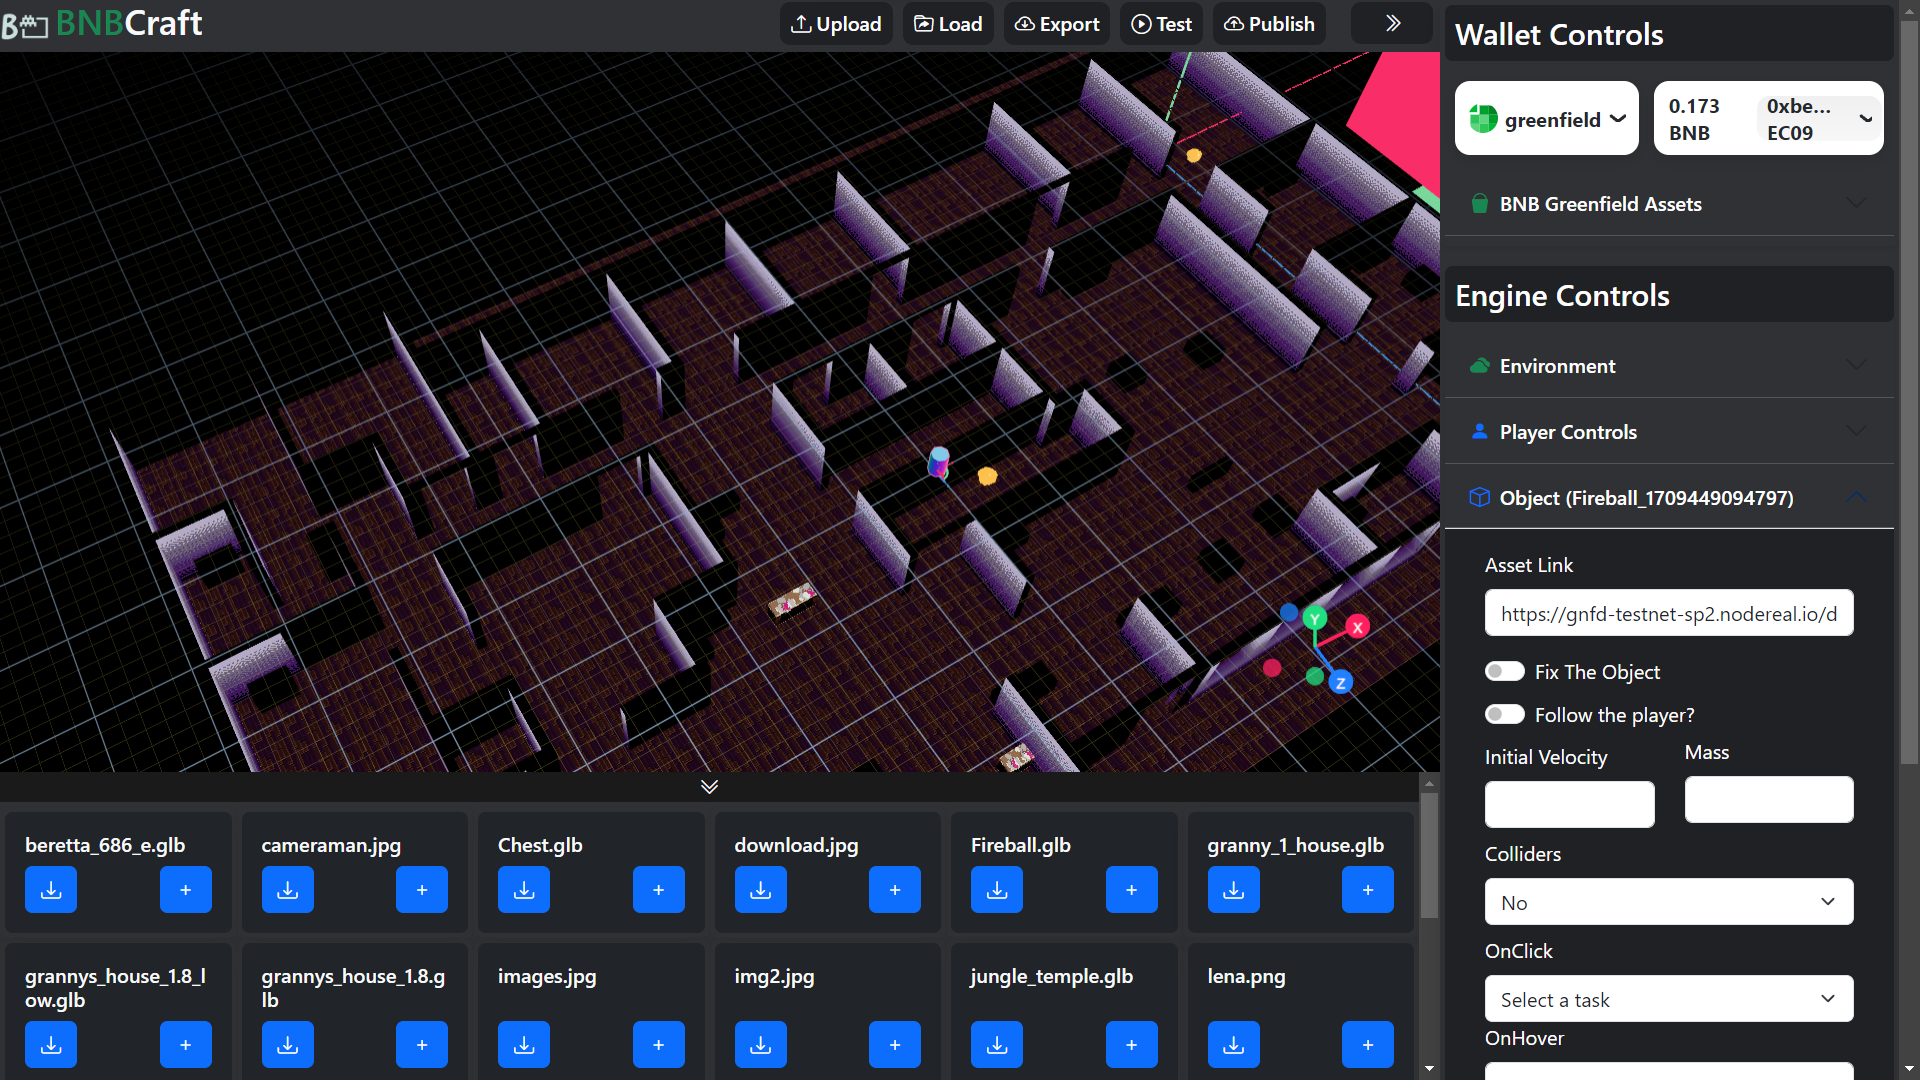 B BNBCraft
Upload Load Export Test Publish
Wallet Controls
greenfield
0.173 BNB
0xbe... EC09
BNB Greenfield Assets
Engine Controls
Environment
Player Controls
Object (Fireball_1709449094797)
Asset Link
https://gnfd-testnet-sp2.nodereal.io/d
Fix The Object
Follow the player?
Initial Velocity Mass
Colliders
No
OnClick
Select a task
OnHover
Y
X
Z
beretta_686_e.glb cameraman.jpg Chest.glb download.jpg Fireball.glb granny_1_house.glb
+ + + + + +
grannys_house_1.8_l
ow.glb
grannys_house_1.8.g
lb
images.jpg img2.jpg jungle_temple.glb lena.png
+ + + + + +